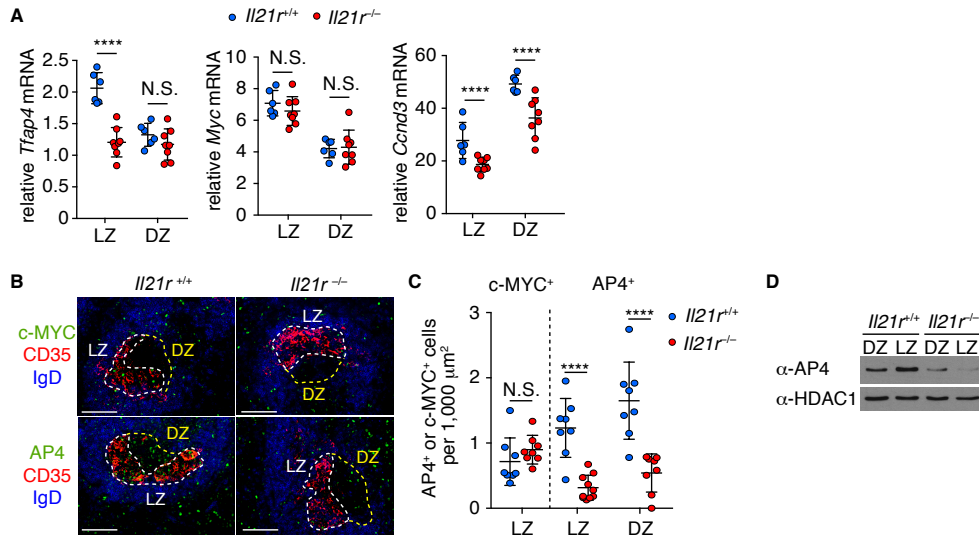 A
Il21r+/+ Il21r–/–
relative Tfap4 mRNA
2.5
2.0
1.5
1.0
0.5
0
****
N.S.
LZ DZ
relative Myc mRNA
10
8
6
4
2
0
N.S.
N.S.
LZ DZ
relative Ccnd3 mRNA
60
40
20
0
****
****
LZ DZ
B
Il21r +/+ Il21r –/–
c-MYC
CD35
IgD
LZ DZ
LZ
DZ
AP4
CD35
IgD
DZ
LZ
LZ DZ
C
c-MYC+ AP4+
Il21r+/+
Il21r–/–
AP4+ or c-MYC+ cells
per 1,000 μm2
3
2
1
0
N.S.
****
****
LZ LZ DZ
D
Il21r+/+ Il21r–/–
DZ LZ DZ LZ
α-AP4
α-HDAC1